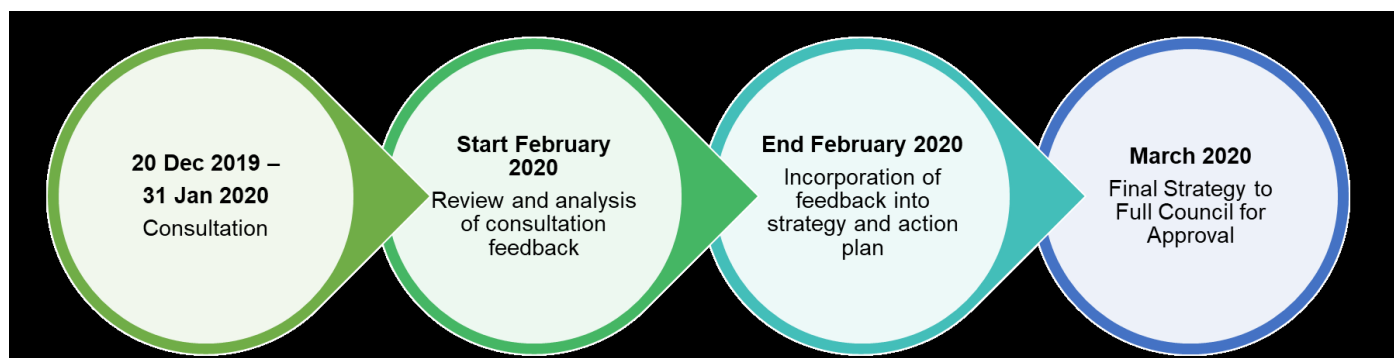 20 Dec 2019 –
31 Jan 2020
Consultation
Start February
2020
Review and analysis
of consultation
feedback
End February 2020
Incorporation of
feedback into
strategy and action
plan
March 2020
Final Strategy to
Full Council for
Approval